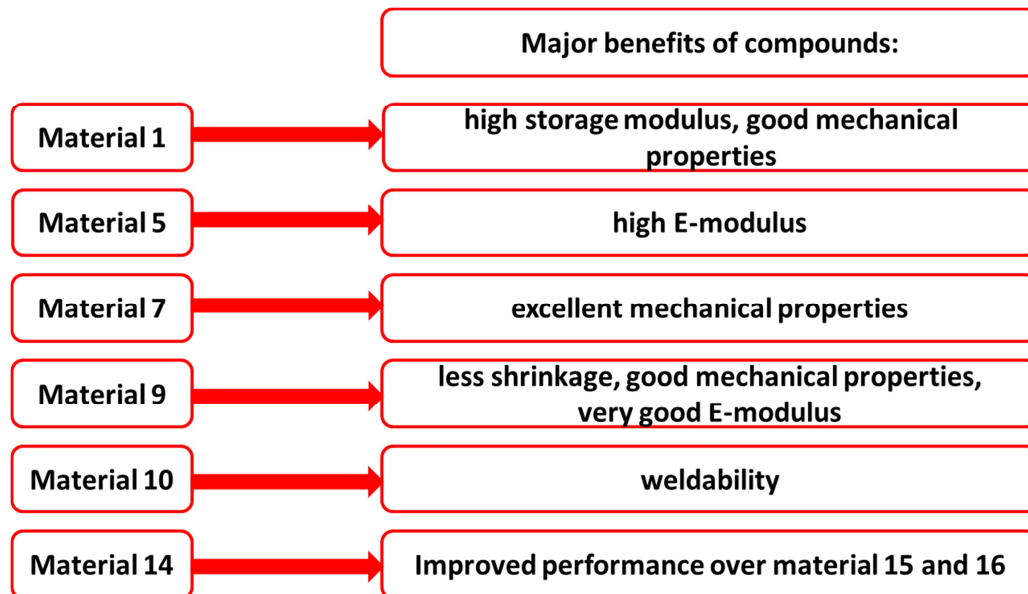 Major benefits of compounds:
Material 1
high storage modulus, good mechanical
properties
Material 5
high E-modulus
Material 7
excellent mechanical properties
Material 9
less shrinkage, good mechanical properties,
very good E-modulus
Material 10
weldability
Material 14
Improved performance over material 15 and 16